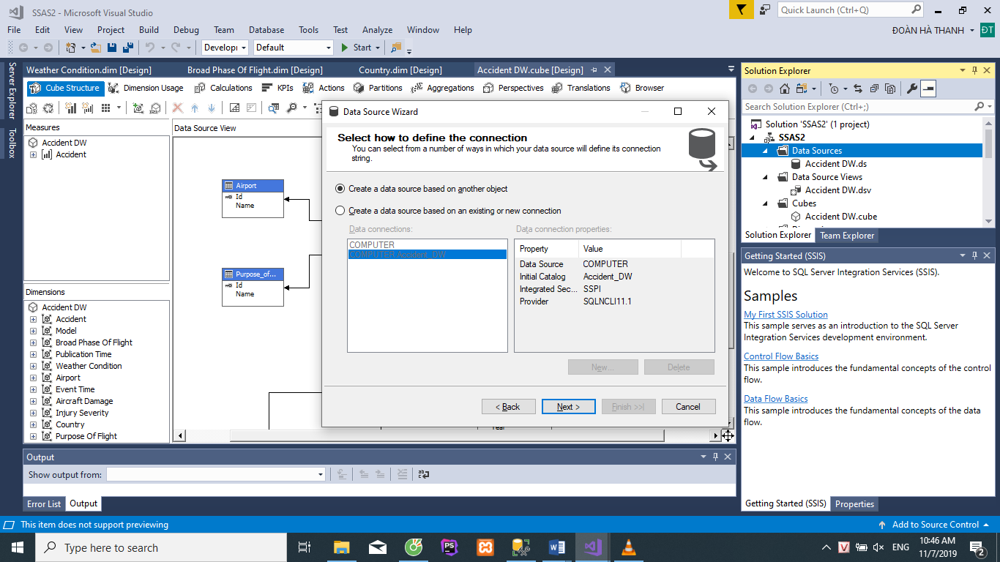 SSAS2 - Microsoft Visual Studio
Quick Launch (Ctrl+Q)
File Edit View Project Build Debug Team Database Tools Test Analyze Window Help
ĐOÀN HÀ THANH ĐT
Developı Default Start
Server Explorer
Toolbox
Weather Condition.dim [Design] Broad Phase Of Flight.dim [Design] Country.dim [Design] Accident DW.cube [Design]
Cube Structure Dimension Usage Calculations KPIs Actions Partitions Aggregations Perspectives Translations Browser
Measures
Accident DW
Accident
Dimensions
Accident DW
Accident
Model
Broad Phase Of Flight
Publication Time
Weather Condition
Airport
Event Time
Aircraft Damage
Injury Severity
Country
Purpose Of Flight
Data Source View
Airport
Id
Name
Purpose_of...
Id
Name
Year
Data Source Wizard
Select how to define the connection
You can select from a number of ways in which your data source will define its connection
string.
Create a data source based on another object
Create a data source based on an existing or new connection
Data connections:
COMPUTER
COMPUTER.Accident_DW
Data connection properties:
Property Value
Data Source COMPUTER
Initial Catalog Accident_DW
Integrated Sec... SSPI
Provider SQLNCLI11.1
New... Delete
< Back Next > Finish >>| Cancel
Solution Explorer
Search Solution Explorer (Ctrl+;)
Solution 'SSAS2' (1 project)
SSAS2
Data Sources
Accident DW.ds
Data Source Views
Accident DW.dsv
Cubes
Accident DW.cube
Solution Explorer Team Explorer
Getting Started (SSIS)
Welcome to SQL Server Integration Services (SSIS).
Samples
My First SSIS Solution
This sample serves as an introduction to the SQL Server
Integration Services development environment.
Control Flow Basics
This sample introduces the fundamental concepts of the control
flow.
Data Flow Basics
This sample introduces the fundamental concepts of the data
flow.
Getting Started (SSIS) Properties
Output
Show output from:
Error List Output
This item does not support previewing
Add to Source Control
Type here to search
PS
W
V
ENG
10:46 AM
11/7/2019
2